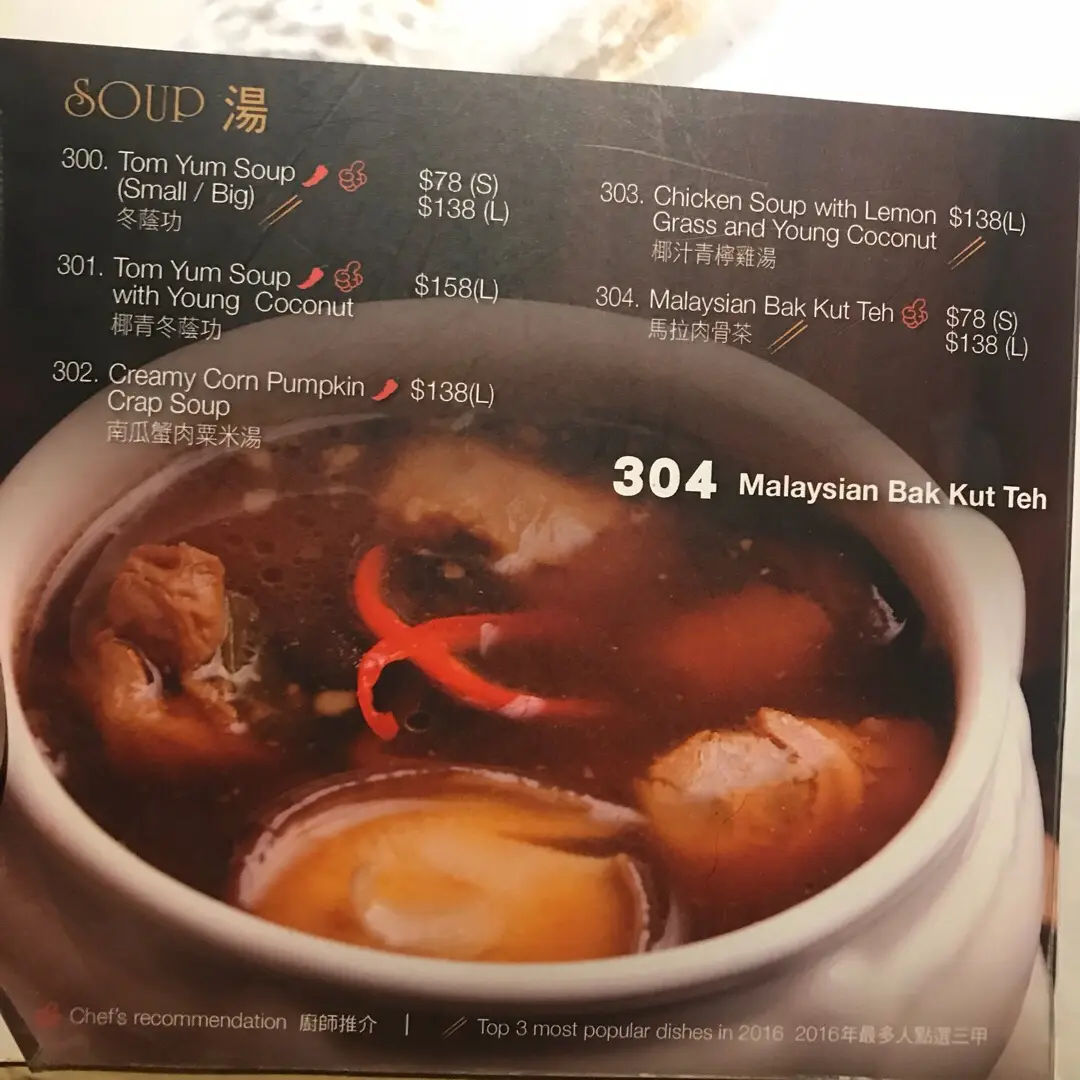 SOUP 湯
300. Tom Yum Soup $78 (S)
(Small / Big) $138 (L)
冬蔭功
301. Tom Yum Soup $158(L)
with Young Coconut
椰青冬蔭功
302. Creamy Corn Pumpkin $138(L)
Crap Soup
南瓜蟹肉粟米湯
303. Chicken Soup with Lemon $138(L)
Grass and Young Coconut
椰汁青檸雞湯
304. Malaysian Bak Kut Teh $78 (S)
馬拉肉骨茶 $138 (L)
304 Malaysian Bak Kut Teh
Chef's recommendation 廚師推介 | Top 3 most popular dishes in 2016 2016年最多人點選三甲